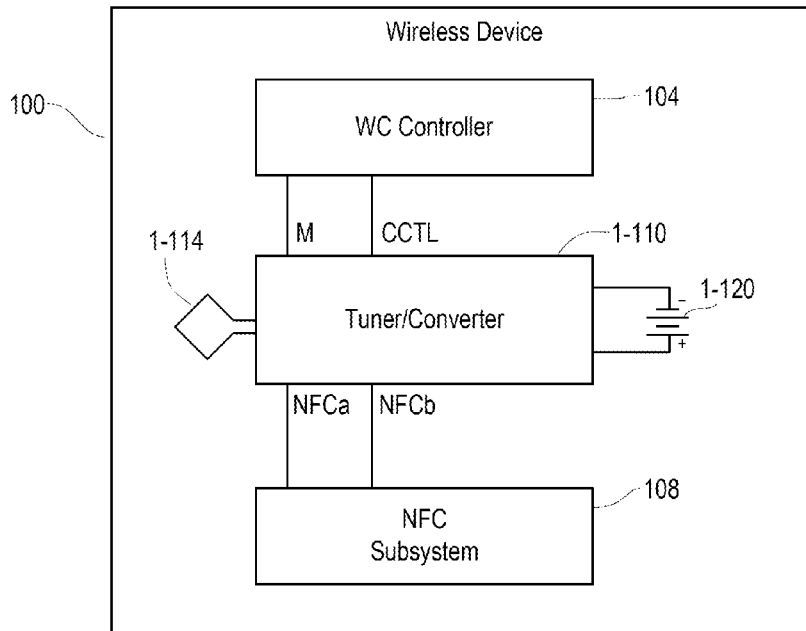 Wireless Device
100
104
WC Controller
M
CCTL
1-114
1-110
1-120
Tuner/Converter
−
+
NFCa
NFCb
108
NFC
Subsystem